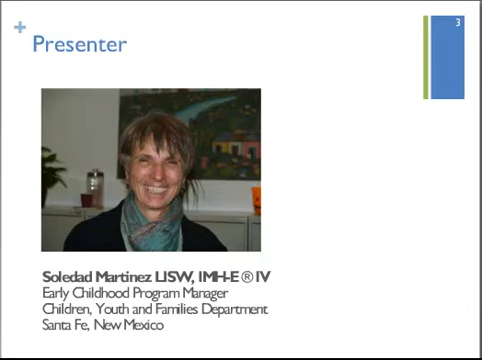 3
+
Presenter
Soledad Martinez LISW, IMH-E ® IV
Early Childhood Program Manager
Children, Youth and Families Department
Santa Fe, New Mexico